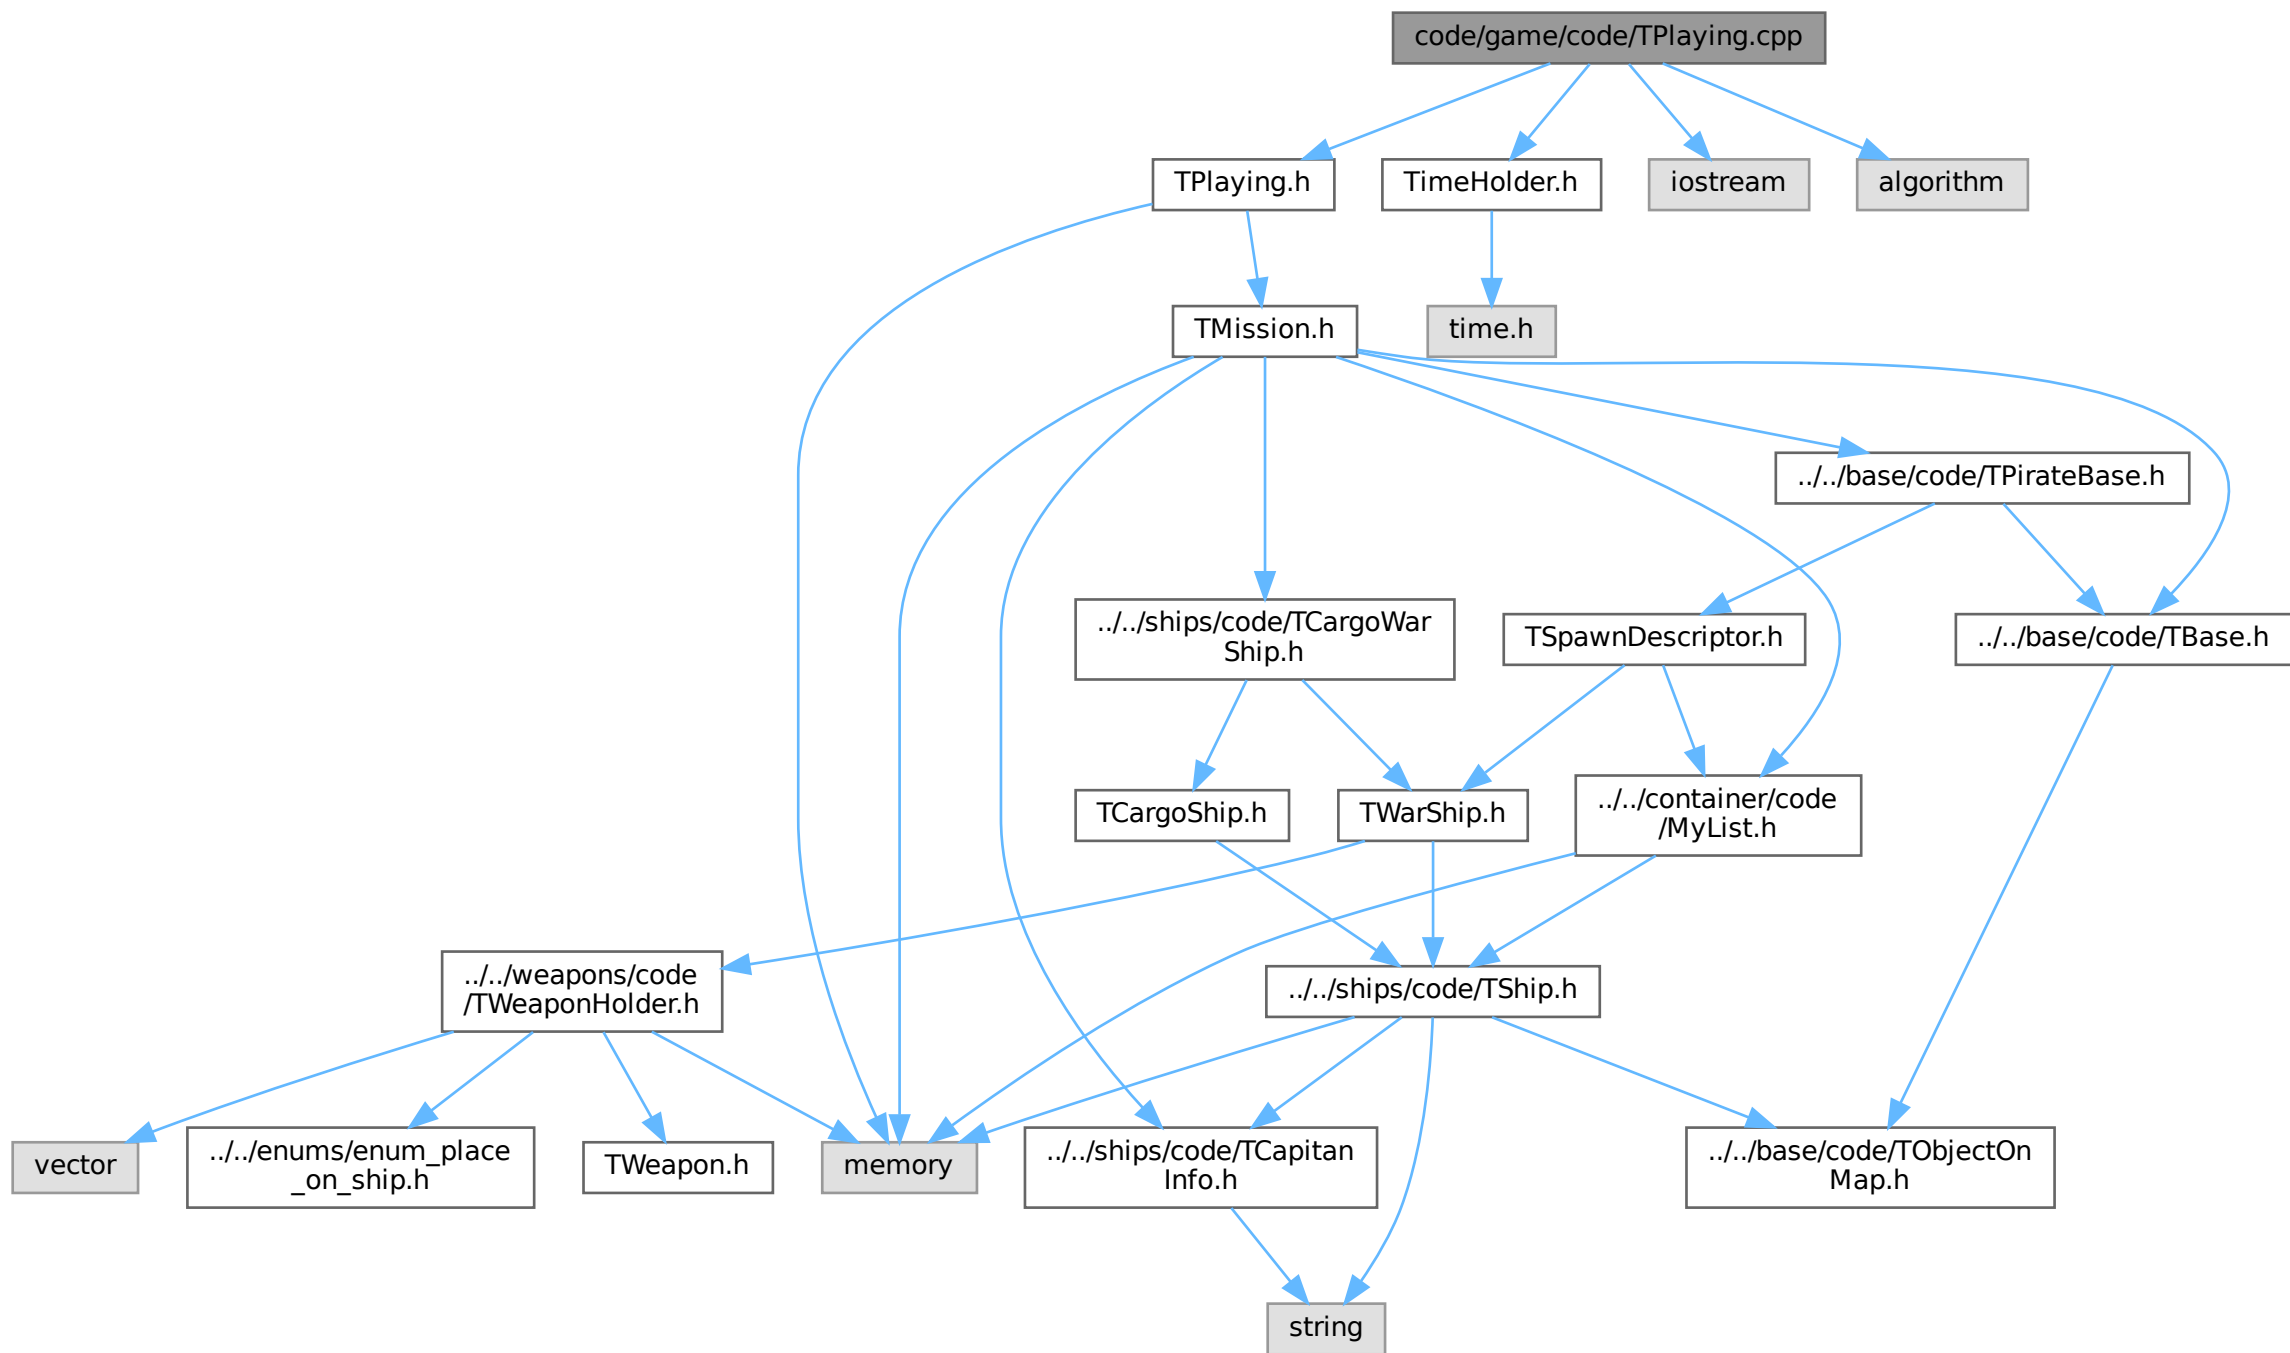 code/game/code/TPlaying.cpp
TPlaying.h
TimeHolder.h
iostream
algorithm
TMission.h
time.h
../../base/code/TPirateBase.h
../../ships/code/TCargoWar
Ship.h
TSpawnDescriptor.h
../../base/code/TBase.h
TCargoShip.h
TWarShip.h
../../container/code
/MyList.h
../../weapons/code
/TWeaponHolder.h
../../ships/code/TShip.h
vector
../../enums/enum_place
_on_ship.h
TWeapon.h
memory
../../ships/code/TCapitan
Info.h
../../base/code/TObjectOn
Map.h
string